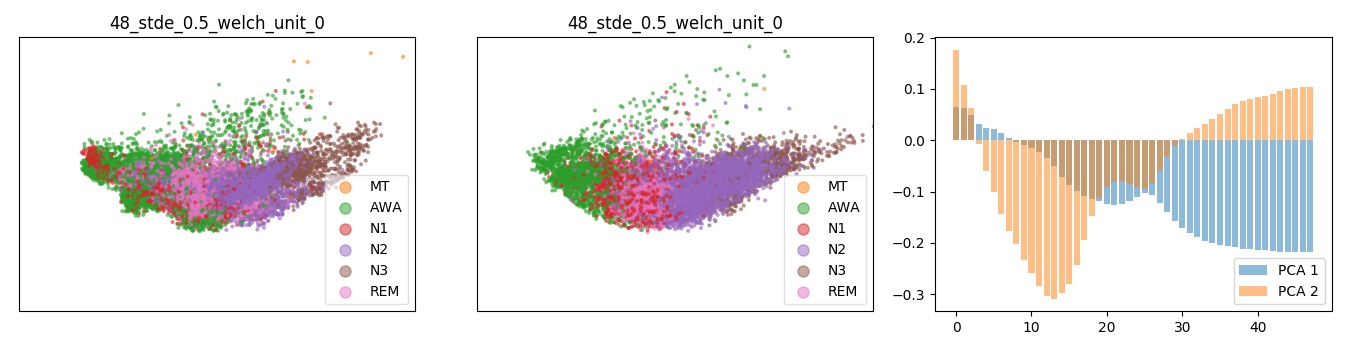 48_stde_0.5_welch_unit_0
MT
AWA
N1
N2
N3
REM
48_stde_0.5_welch_unit_0
MT
AWA
N1
N2
N3
REM
0.2
0.1
0.0
−0.1
−0.2
−0.3
0
10
20
30
40
PCA 1
PCA 2